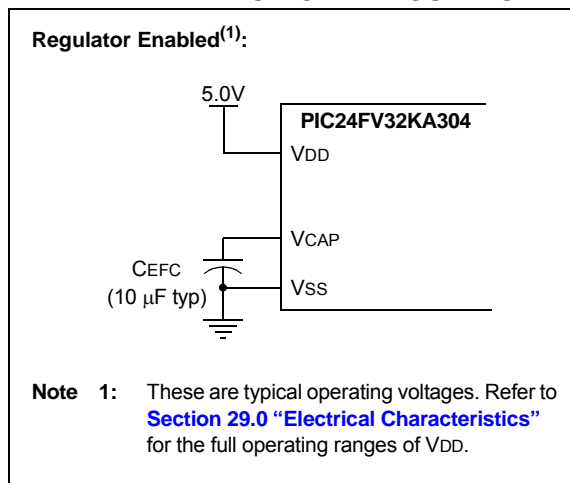 Regulator Enabled(1):
5.0V
PIC24FV32KA304
VDD
VCAP
CEFC
(10 μF typ)
VSS
Note 1: These are typical operating voltages. Refer to
Section 29.0 “Electrical Characteristics”
for the full operating ranges of VDD.